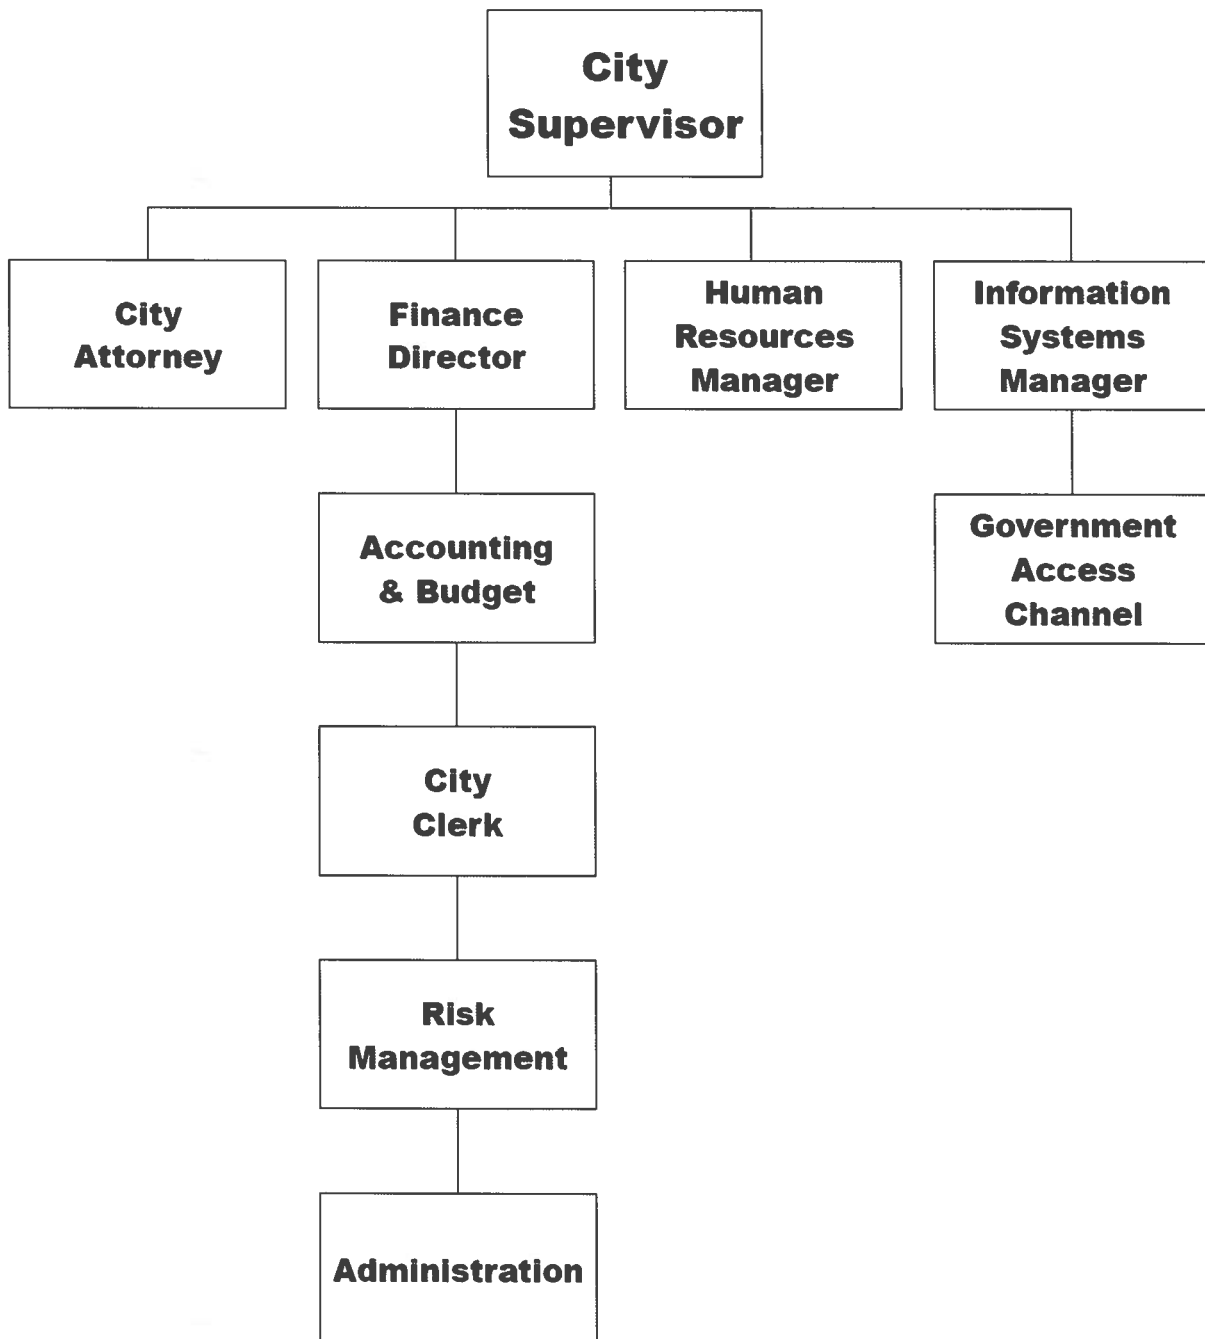 City
Supervisor
City
Attorney
Finance
Director
Human
Resources
Manager
Information
Systems
Manager
Accounting
& Budget
Government
Access
Channel
City
Clerk
Risk
Management
Administration